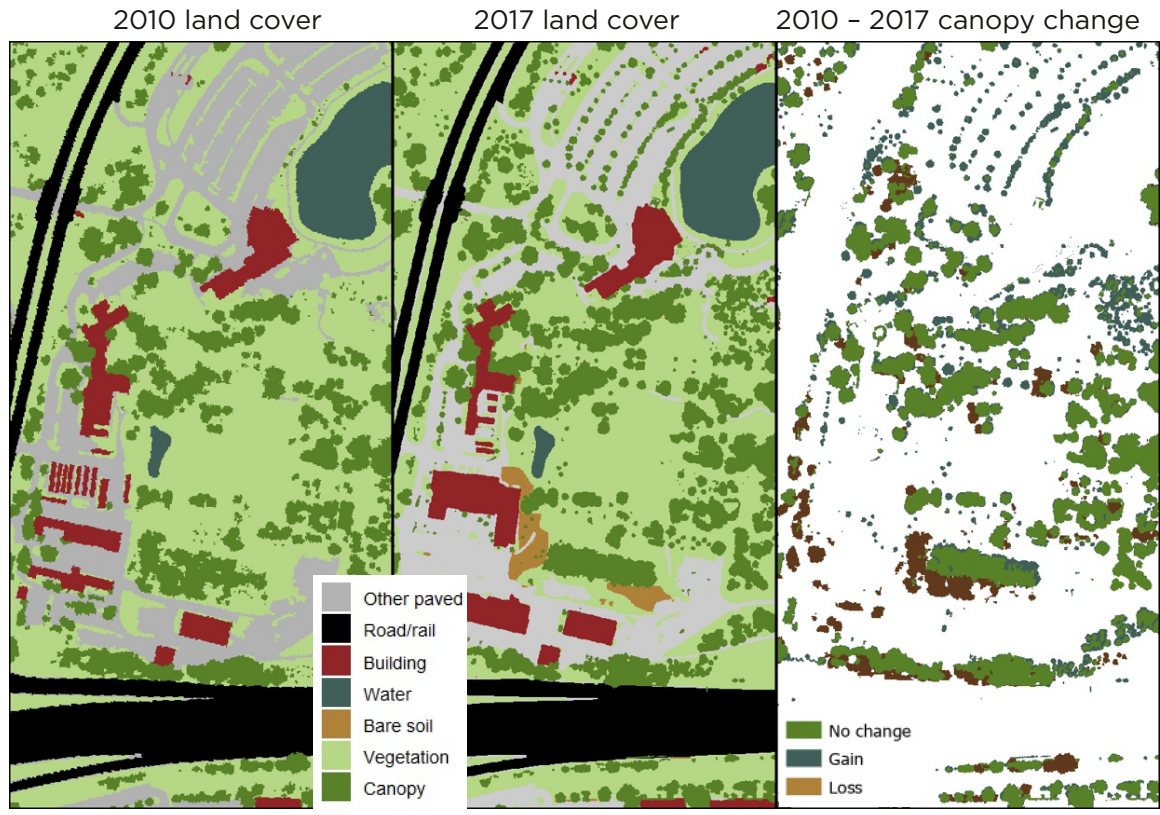 2010 land cover
2017 land cover
2010 – 2017 canopy change
Other paved
Road/rail
Building
Water
Bare soil
Vegetation
Canopy
No change
Gain
Loss